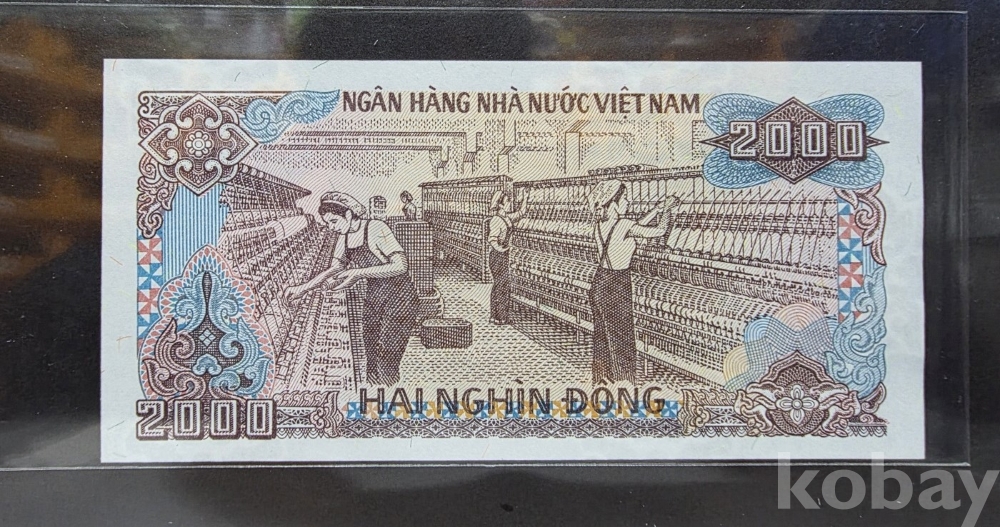 NGÂN HÀNG NHÀ NƯỚC VIỆT NAM
2000
HAI NGHÌN ĐỒNG
2000
kobay